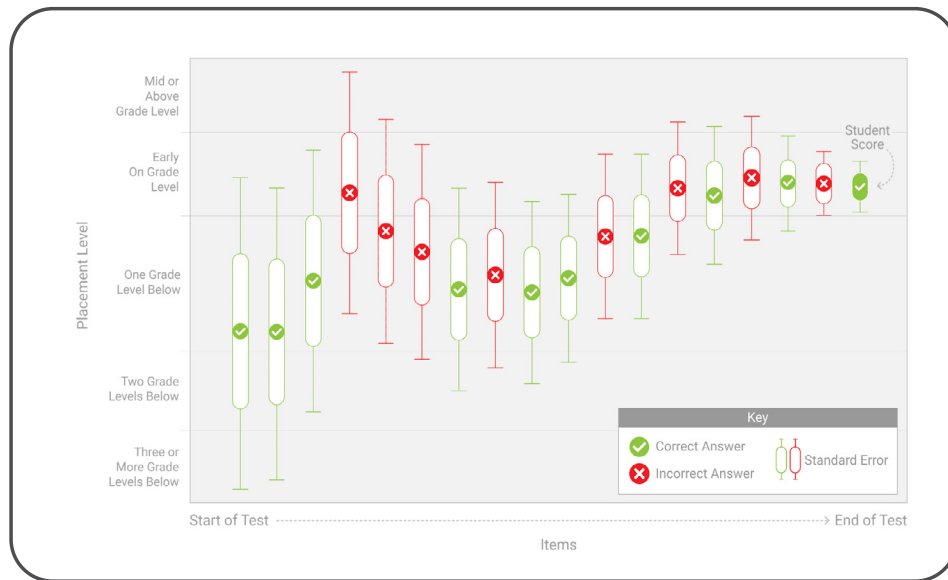 Mid or
Above
Grade Level
Early
On Grade
Level
One Grade
Level Below
Two Grade
Levels Below
Three or
More Grade
Levels Below
Placement Level
Student
Score
Key
Correct Answer
Incorrect Answer
Standard Error
Start of Test
End of Test
Items